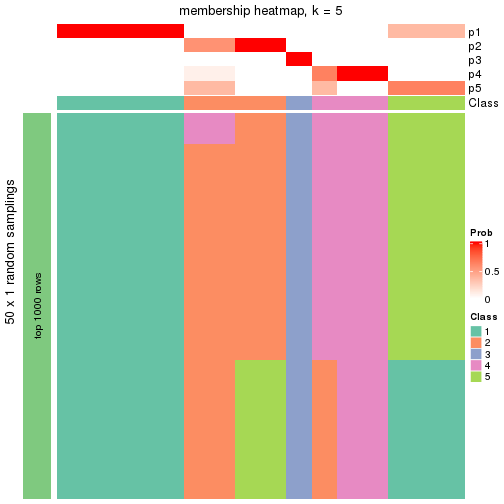 membership heatmap, k = 5
p1
p2
p3
p4
p5
Class
50 x 1 random samplings
top 1000 rows
Prob
1
0.5
0
Class
1
2
3
4
5